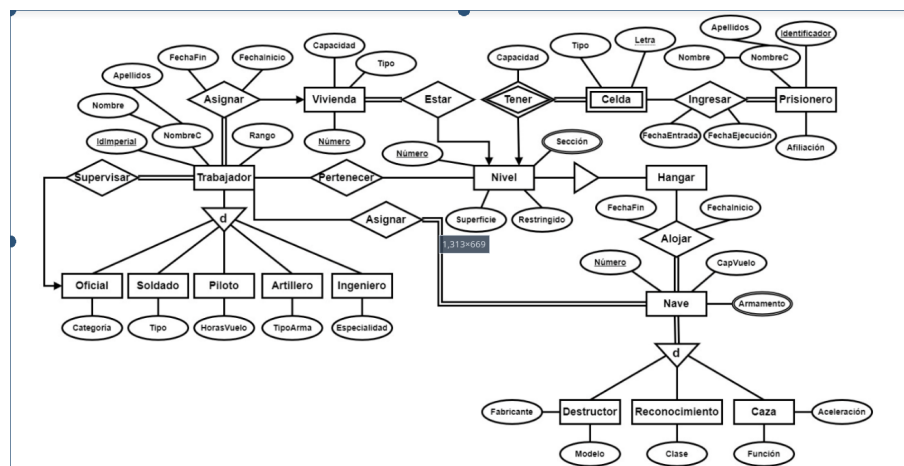 Capacidad
Tipo
Letra
Apellidos
Identificador
FechaFin
FechaInicio
Capacidad
Tipo
Nombre
NombreC
Apellidos
Asignar
Vivienda
Estar
Tener
Celda
Ingresar
Prisionero
Nombre
NombreC
Rango
Número
FechaEntrada
FechaEjecución
IdImperial
Número
Sección
Afiliación
Supervisar
Trabajador
Pertenecer
Nivel
Hangar
Superficie
Restringido
FechaFin
FechaInicio
d
Asignar
Alojar
1,313×669
Número
CapVuelo
Oficial
Soldado
Piloto
Artillero
Ingeniero
Nave
Armamento
Categoria
Tipo
HorasVuelo
TipoArma
Especialidad
d
Fabricante
Destructor
Reconocimiento
Caza
Aceleración
Modelo
Clase
Función